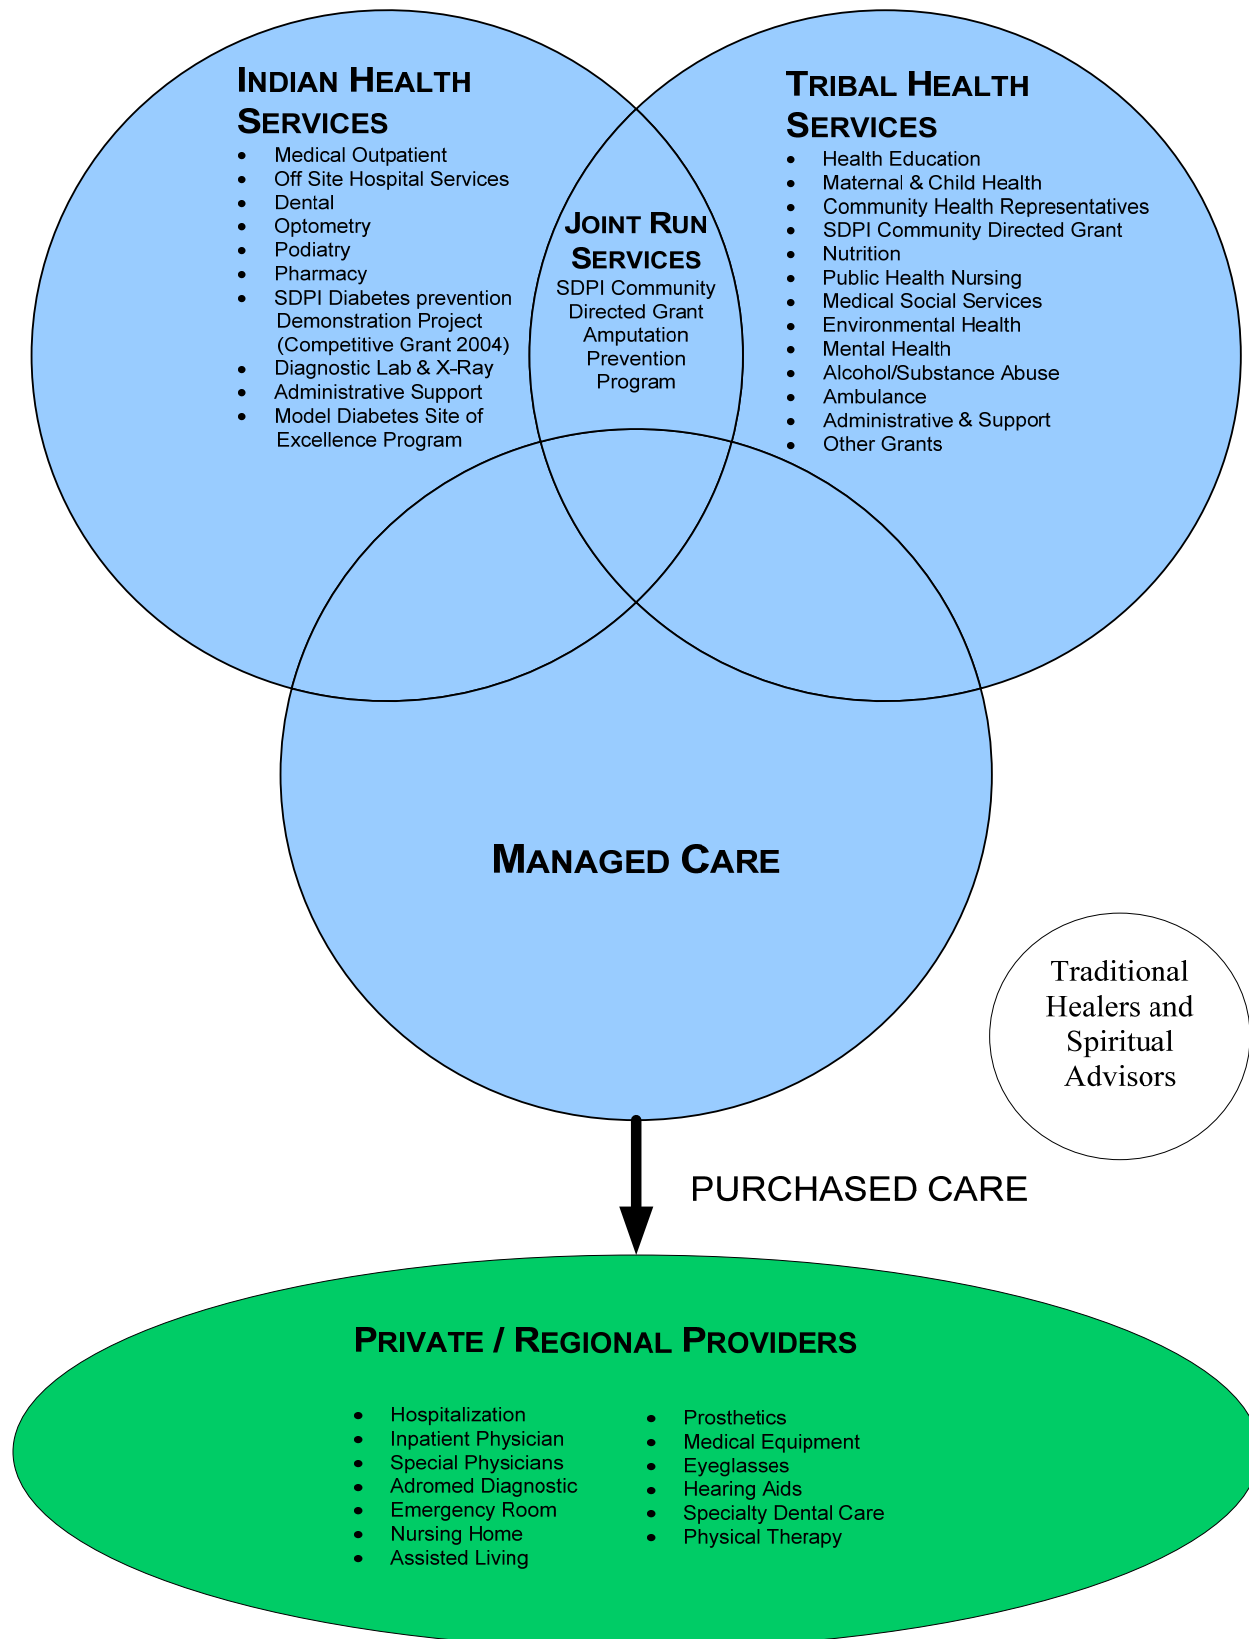 INDIAN HEALTH
SERVICES
• Medical Outpatient
• Off Site Hospital Services
• Dental
• Optometry
• Podiatry
• Pharmacy
• SDPI Diabetes prevention
Demonstration Project
(Competitive Grant 2004)
• Diagnostic Lab & X-Ray
• Administrative Support
• Model Diabetes Site of
Excellence Program
JOINT RUN
SERVICES
SDPI Community
Directed Grant
Amputation
Prevention
Program
TRIBAL HEALTH
SERVICES
• Health Education
• Maternal & Child Health
• Community Health Representatives
• SDPI Community Directed Grant
• Nutrition
• Public Health Nursing
• Medical Social Services
• Environmental Health
• Mental Health
• Alcohol/Substance Abuse
• Ambulance
• Administrative & Support
• Other Grants
MANAGED CARE
Traditional
Healers and
Spiritual
Advisors
PURCHASED CARE
PRIVATE / REGIONAL PROVIDERS
• Hospitalization
• Inpatient Physician
• Special Physicians
• Adromed Diagnostic
• Emergency Room
• Nursing Home
• Assisted Living
• Prosthetics
• Medical Equipment
• Eyeglasses
• Hearing Aids
• Specialty Dental Care
• Physical Therapy